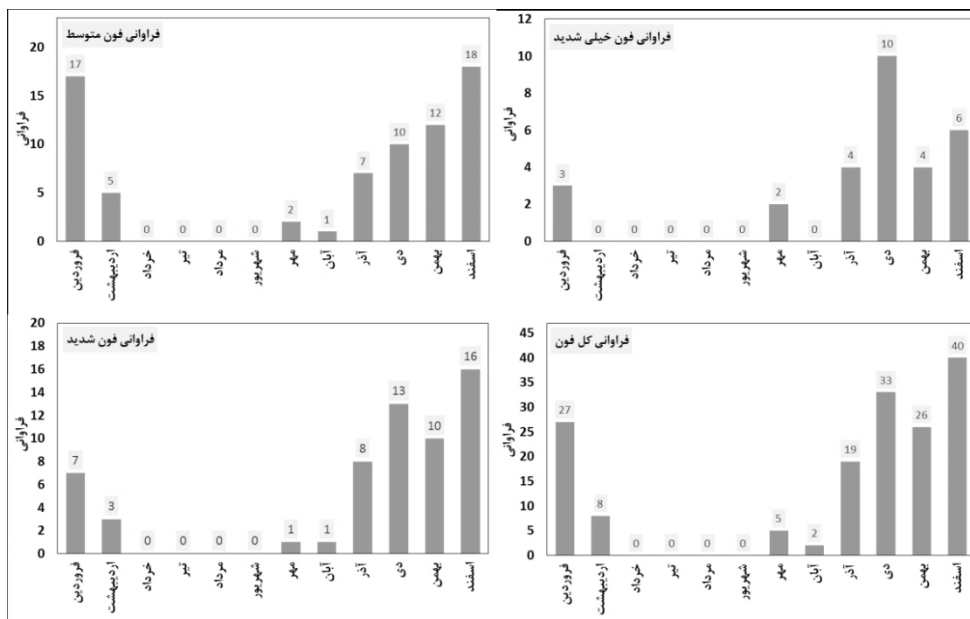 فراوانی فون متوسط
فراوانی
20
15
10
5
0
17
5
0
0
0
0
2
1
7
10
12
18
فروردین
اردیبهشت
خرداد
تیر
مرداد
شهریور
مهر
آبان
آذر
دی
بهمن
اسفند
فراوانی فون خیلی شدید
فراوانی
12
10
8
6
4
2
0
3
0
0
0
0
0
2
0
4
10
4
6
فروردین
اردیبهشت
خرداد
تیر
مرداد
شهریور
مهر
آبان
آذر
دی
بهمن
اسفند
فراوانی فون شدید
فراوانی
20
18
16
14
12
10
8
6
4
2
0
7
3
0
0
0
0
1
1
8
13
10
16
فروردین
اردیبهشت
خرداد
تیر
مرداد
شهریور
مهر
آبان
آذر
دی
بهمن
اسفند
فراوانی کل فون
فراوانی
45
40
35
30
25
20
15
10
5
0
27
8
0
0
0
0
5
2
19
33
26
40
فروردین
اردیبهشت
خرداد
تیر
مرداد
شهریور
مهر
آبان
آذر
دی
بهمن
اسفند